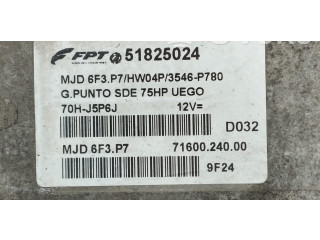 FPT 51825024
MJD 6F3.P7/HW04P/3546-P780
G.PUNTO SDE 75HP UEGO
70H-J5P6J 12V=
D032
MJD 6F3.P7 71600.240.00
9F24